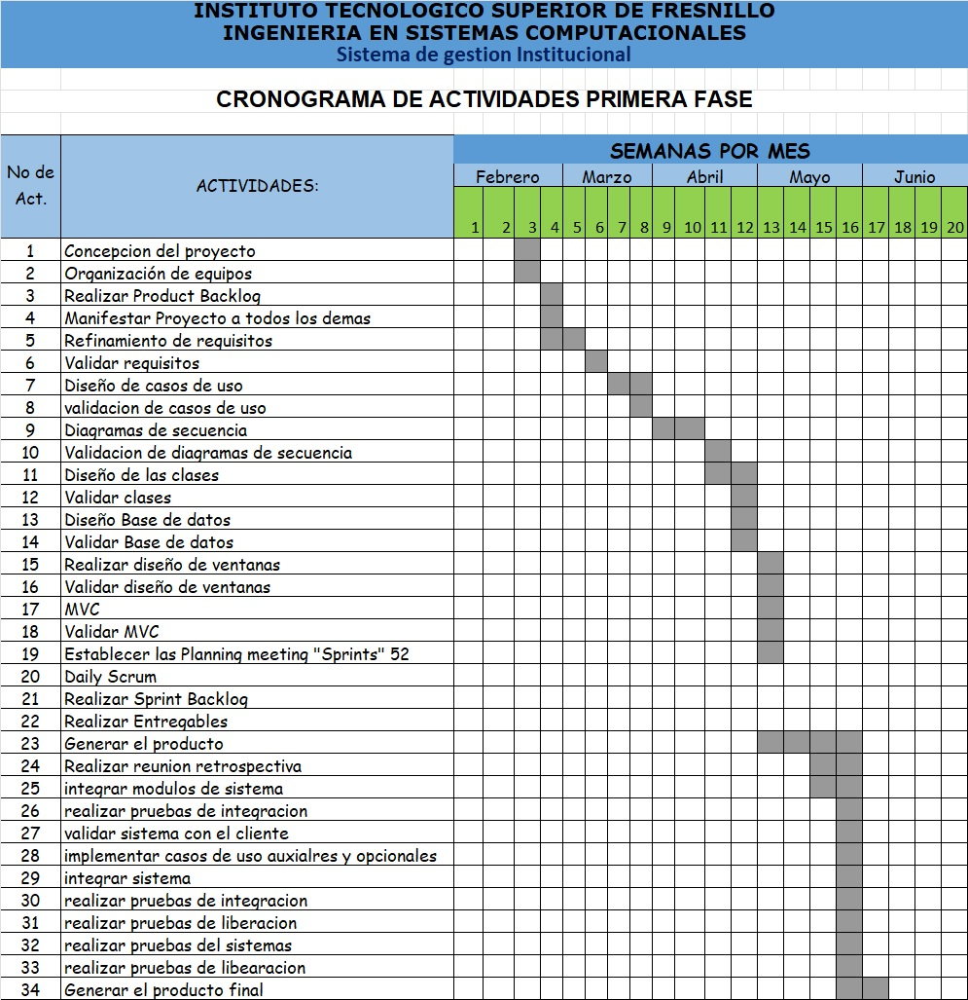 INSTITUTO TECNOLOGICO SUPERIOR DE FRESNILLO
INGENIERIA EN SISTEMAS COMPUTACIONALES
Sistema de gestion Institucional
CRONOGRAMA DE ACTIVIDADES PRIMERA FASE
SEMANAS POR MES
No de Act. ACTIVIDADES:
Febrero Marzo Abril Mayo Junio
1 2 3 4 5 6 7 8 9 10 11 12 13 14 15 16 17 18 19 20
1 Concepcion del proyecto
2 Organización de equipos
3 Realizar Product Backlog
4 Manifestar Proyecto a todos los demas
5 Refinamiento de requisitos
6 Validar requisitos
7 Diseño de casos de uso
8 validacion de casos de uso
9 Diagramas de secuencia
10 Validacion de diagramas de secuencia
11 Diseño de las clases
12 Validar clases
13 Diseño Base de datos
14 Validar Base de datos
15 Realizar diseño de ventanas
16 Validar diseño de ventanas
17 MVC
18 Validar MVC
19 Establecer las Planning meeting "Sprints" 52
20 Daily Scrum
21 Realizar Sprint Backlog
22 Realizar Entregables
23 Generar el producto
24 Realizar reunion retrospectiva
25 integrar modulos de sistema
26 realizar pruebas de integracion
27 validar sistema con el cliente
28 implementar casos de uso auxialres y opcionales
29 integrar sistema
30 realizar pruebas de integracion
31 realizar pruebas de liberacion
32 realizar pruebas del sistemas
33 realizar pruebas de libearacion
34 Generar el producto final